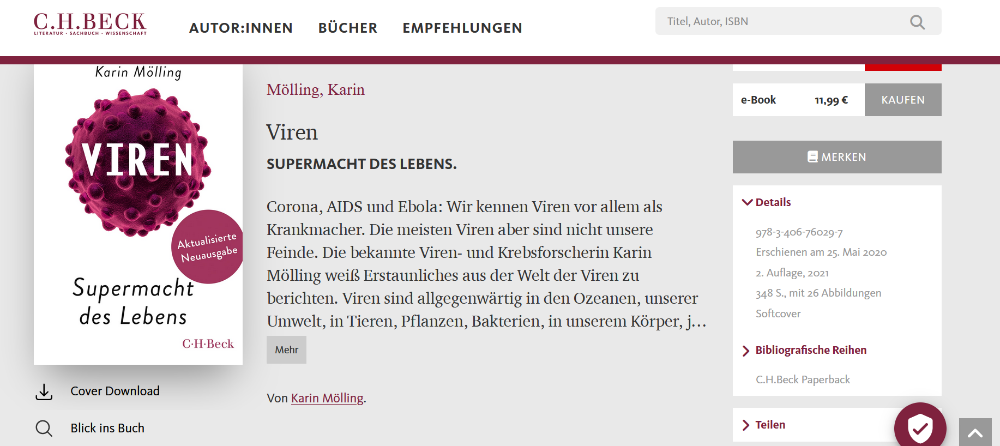 C.H.BECK
LITERATUR · SACHBUCH · WISSENSCHAFT
AUTOR:INNEN
BÜCHER
EMPFEHLUNGEN
Titel, Autor, ISBN
Karin Mölling
VIREN
Aktualisierte
Neuausgabe
Supermacht
des Lebens
C·H·Beck
Cover Download
Blick ins Buch
Mölling, Karin
Viren
SUPERMACHT DES LEBENS.
Corona, AIDS und Ebola: Wir kennen Viren vor allem als
Krankmacher. Die meisten Viren aber sind nicht unsere
Feinde. Die bekannte Viren- und Krebsforscherin Karin
Mölling weiß Erstaunliches aus der Welt der Viren zu
berichten. Viren sind allgegenwärtig in den Ozeanen, unserer
Umwelt, in Tieren, Pflanzen, Bakterien, in unserem Körper, j...
Mehr
Von Karin Mölling.
e-Book 11,99 € KAUFEN
MERKEN
Details
978-3-406-76029-7
Erschienen am 25. Mai 2020
2. Auflage, 2021
348 S., mit 26 Abbildungen
Softcover
Bibliografische Reihen
C.H.Beck Paperback
Teilen